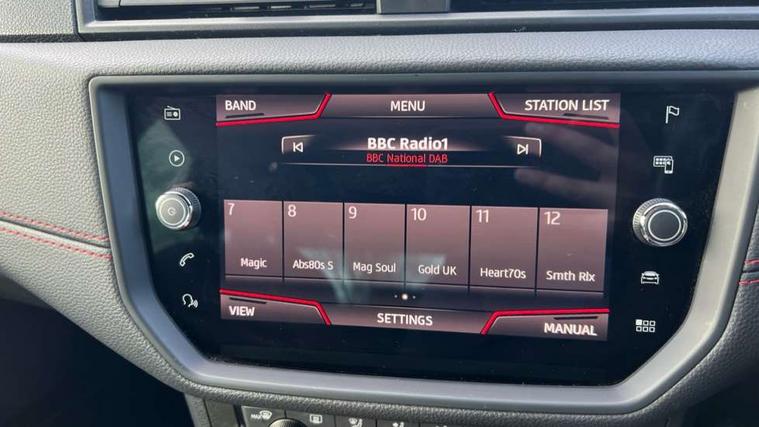 BAND MENU STATION LIST
BBC Radio1
BBC National DAB
7 8 9 10 11 12
Magic Abs80s S Mag Soul Gold UK Heart70s Smth Rlx
VIEW SETTINGS MANUAL
MAX